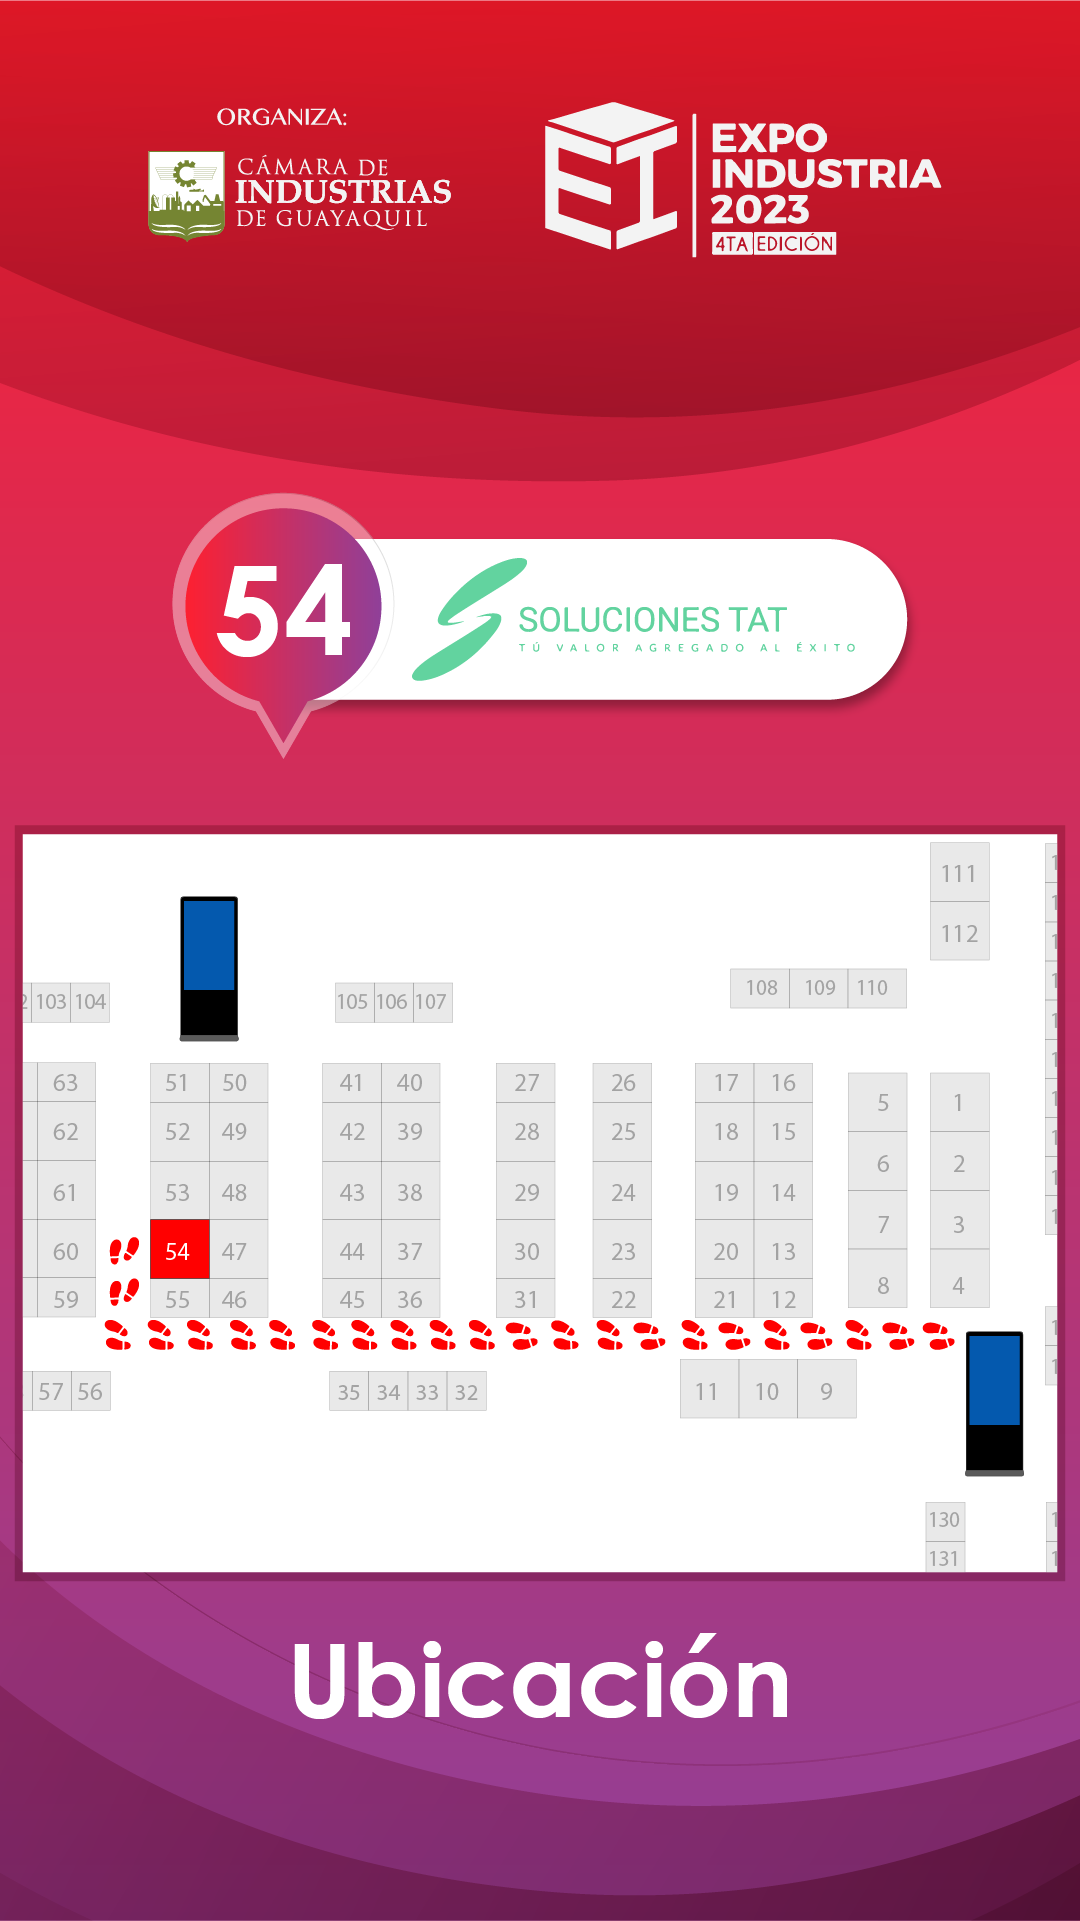 ORGANIZA:
CÁMARA DE
INDUSTRIAS
DE GUAYAQUIL
EXPO
INDUSTRIA
2023
4TA EDICIÓN
54
SOLUCIONES TAT
TÚ VALOR AGREGADO AL ÉXITO
111
112
103 104
105 106 107
108 109 110
63 51 50 41 40 27 26 17 16 5 1
62 52 49 42 39 28 25 18 15 6 2
61 53 48 43 38 29 24 19 14 7 3
60 54 47 44 37 30 23 20 13 8 4
59 55 46 45 36 31 22 21 12
57 56 35 34 33 32 11 10 9
130
131
Ubicación